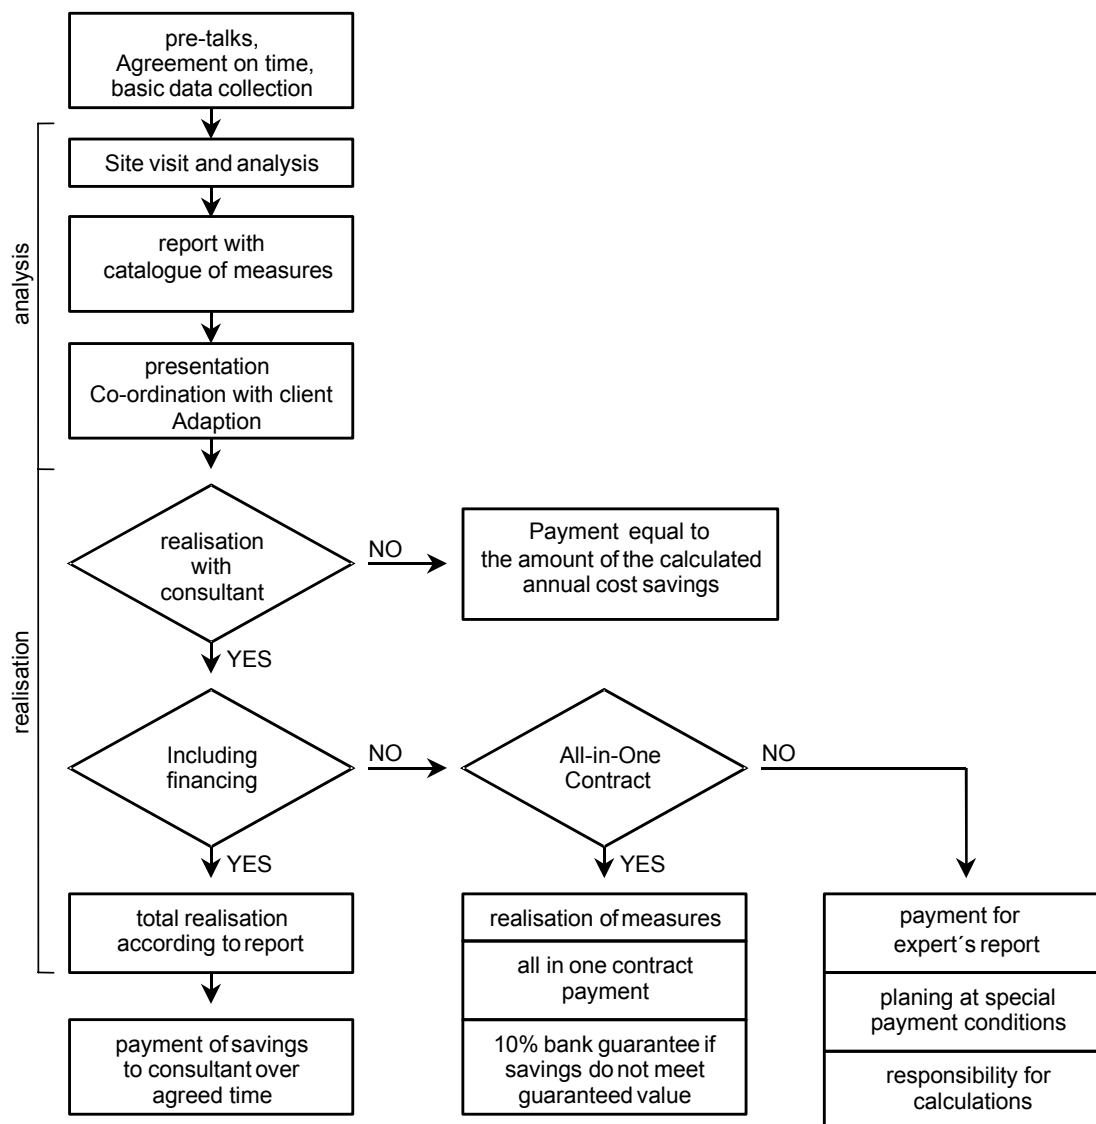 pre-talks,
Agreement on time,
basic data collection
Site visit and analysis
report with
catalogue of measures
analysis
presentation
Co-ordination with client
Adaption
realisation
with
consultant
NO
Payment equal to
the amount of the calculated
annual cost savings
YES
realisation
Including
financing
NO
All-in-One
Contract
NO
YES
YES
total realisation
according to report
realisation of measures
all in one contract
payment
payment for
expert´s report
planing at special
payment conditions
payment of savings
to consultant over
agreed time
10% bank guarantee if
savings do not meet
guaranteed value
responsibility for
calculations